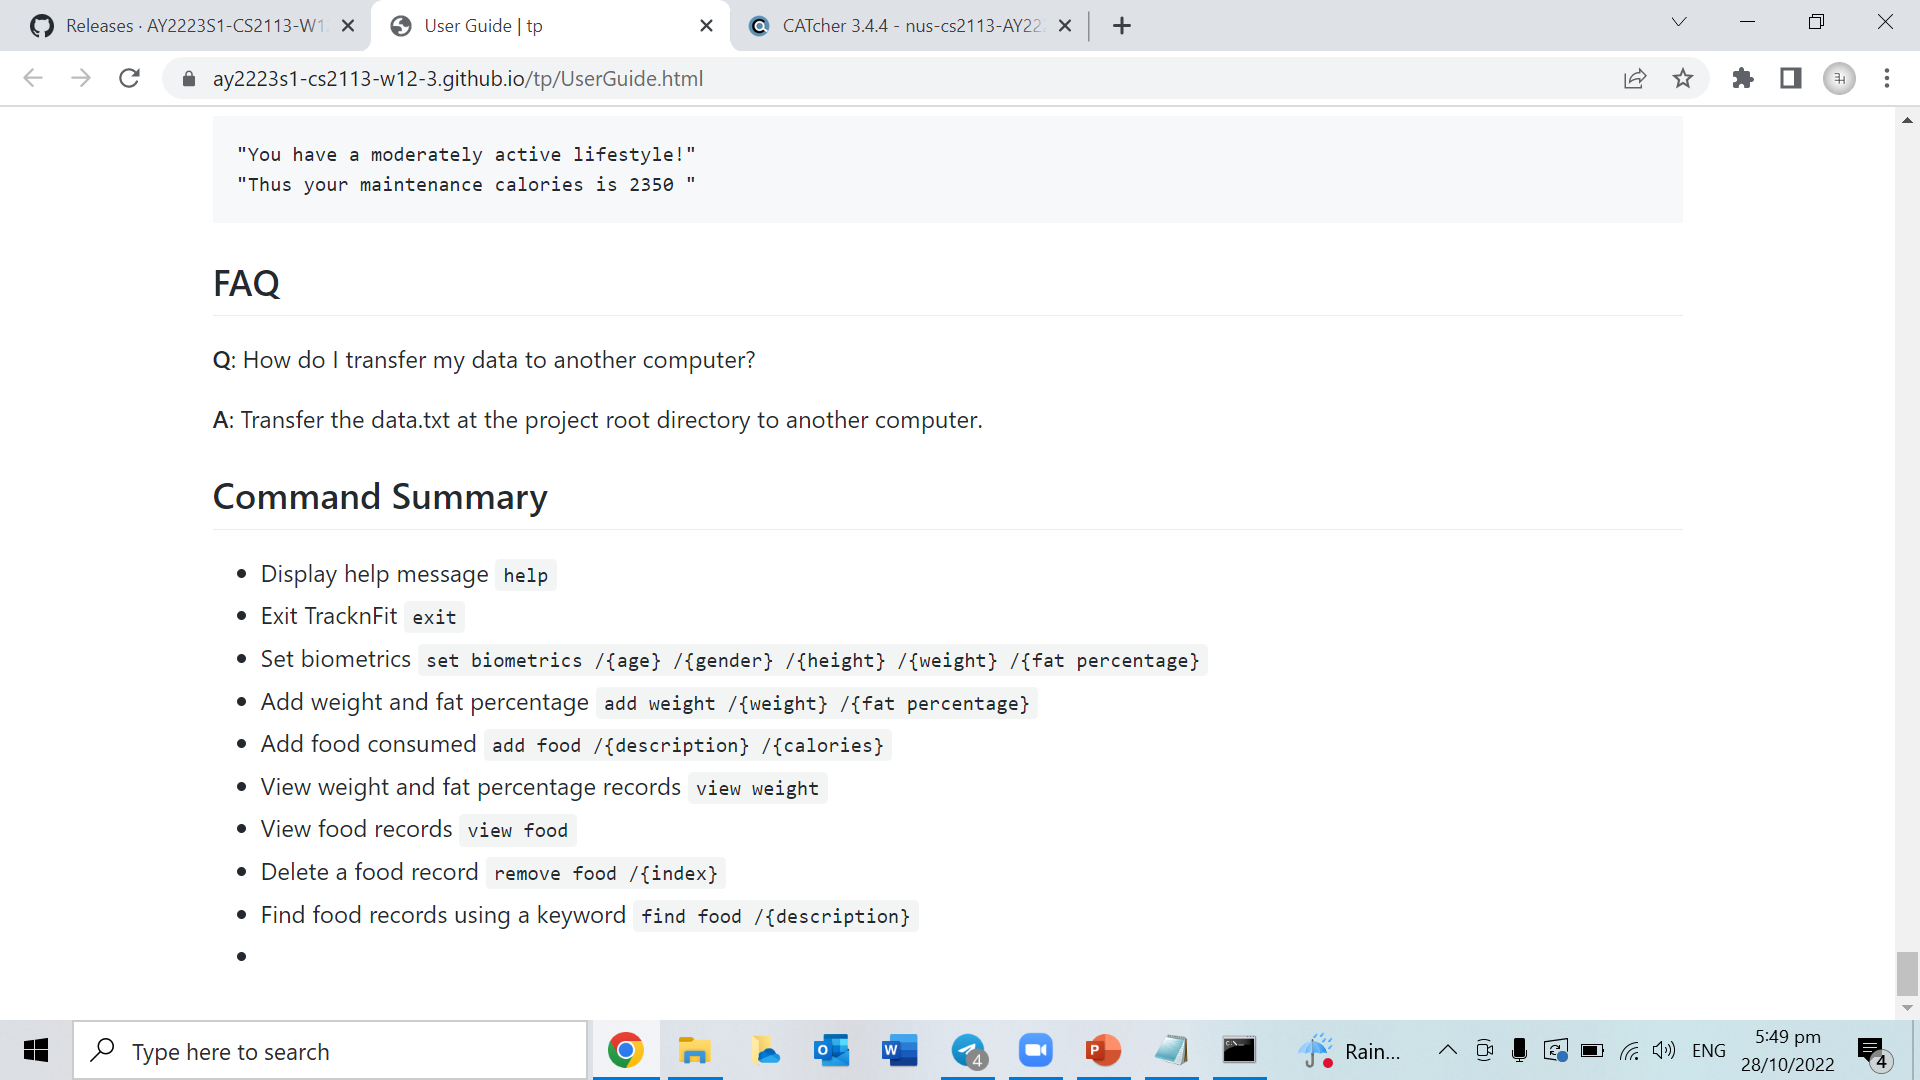 Releases · AY2223S1-CS2113-W1
User Guide | tp
CATcher 3.4.4 - nus-cs2113-AY222
ay2223s1-cs2113-w12-3.github.io/tp/UserGuide.html
"You have a moderately active lifestyle!"
"Thus your maintenance calories is 2350 "
FAQ
Q: How do I transfer my data to another computer?
A: Transfer the data.txt at the project root directory to another computer.
Command Summary
• Display help message help
• Exit TracknFit exit
• Set biometrics set biometrics /{age} /{gender} /{height} /{weight} /{fat percentage}
• Add weight and fat percentage add weight /{weight} /{fat percentage}
• Add food consumed add food /{description} /{calories}
• View weight and fat percentage records view weight
• View food records view food
• Delete a food record remove food /{index}
• Find food records using a keyword find food /{description}
•
Type here to search
4
Rain...
ENG
5:49 pm
28/10/2022
4